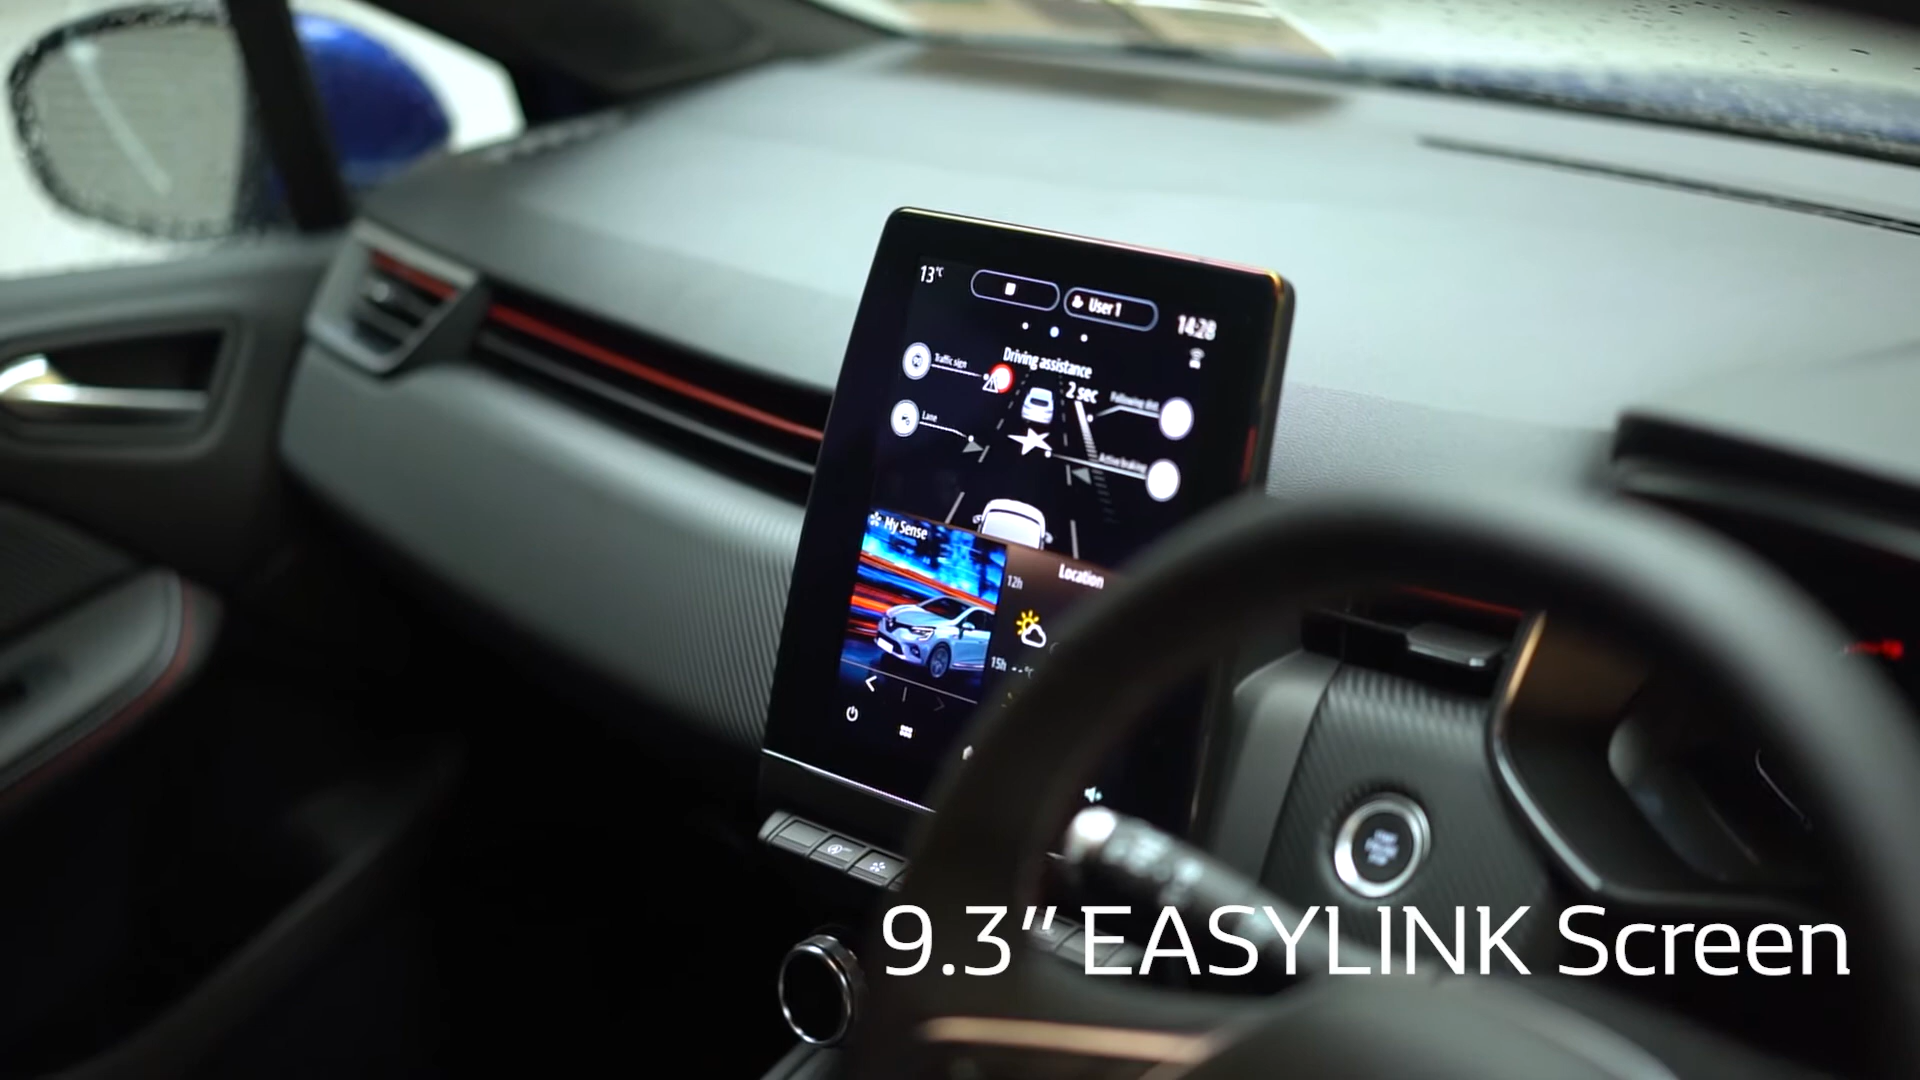 13°C
User 1
14:28
Driving assistance
Traffic sign
2 sec
Following dist.
Lane
Active braking
My Sense
Location
12h
15h --°C
9.3" EASYLINK Screen